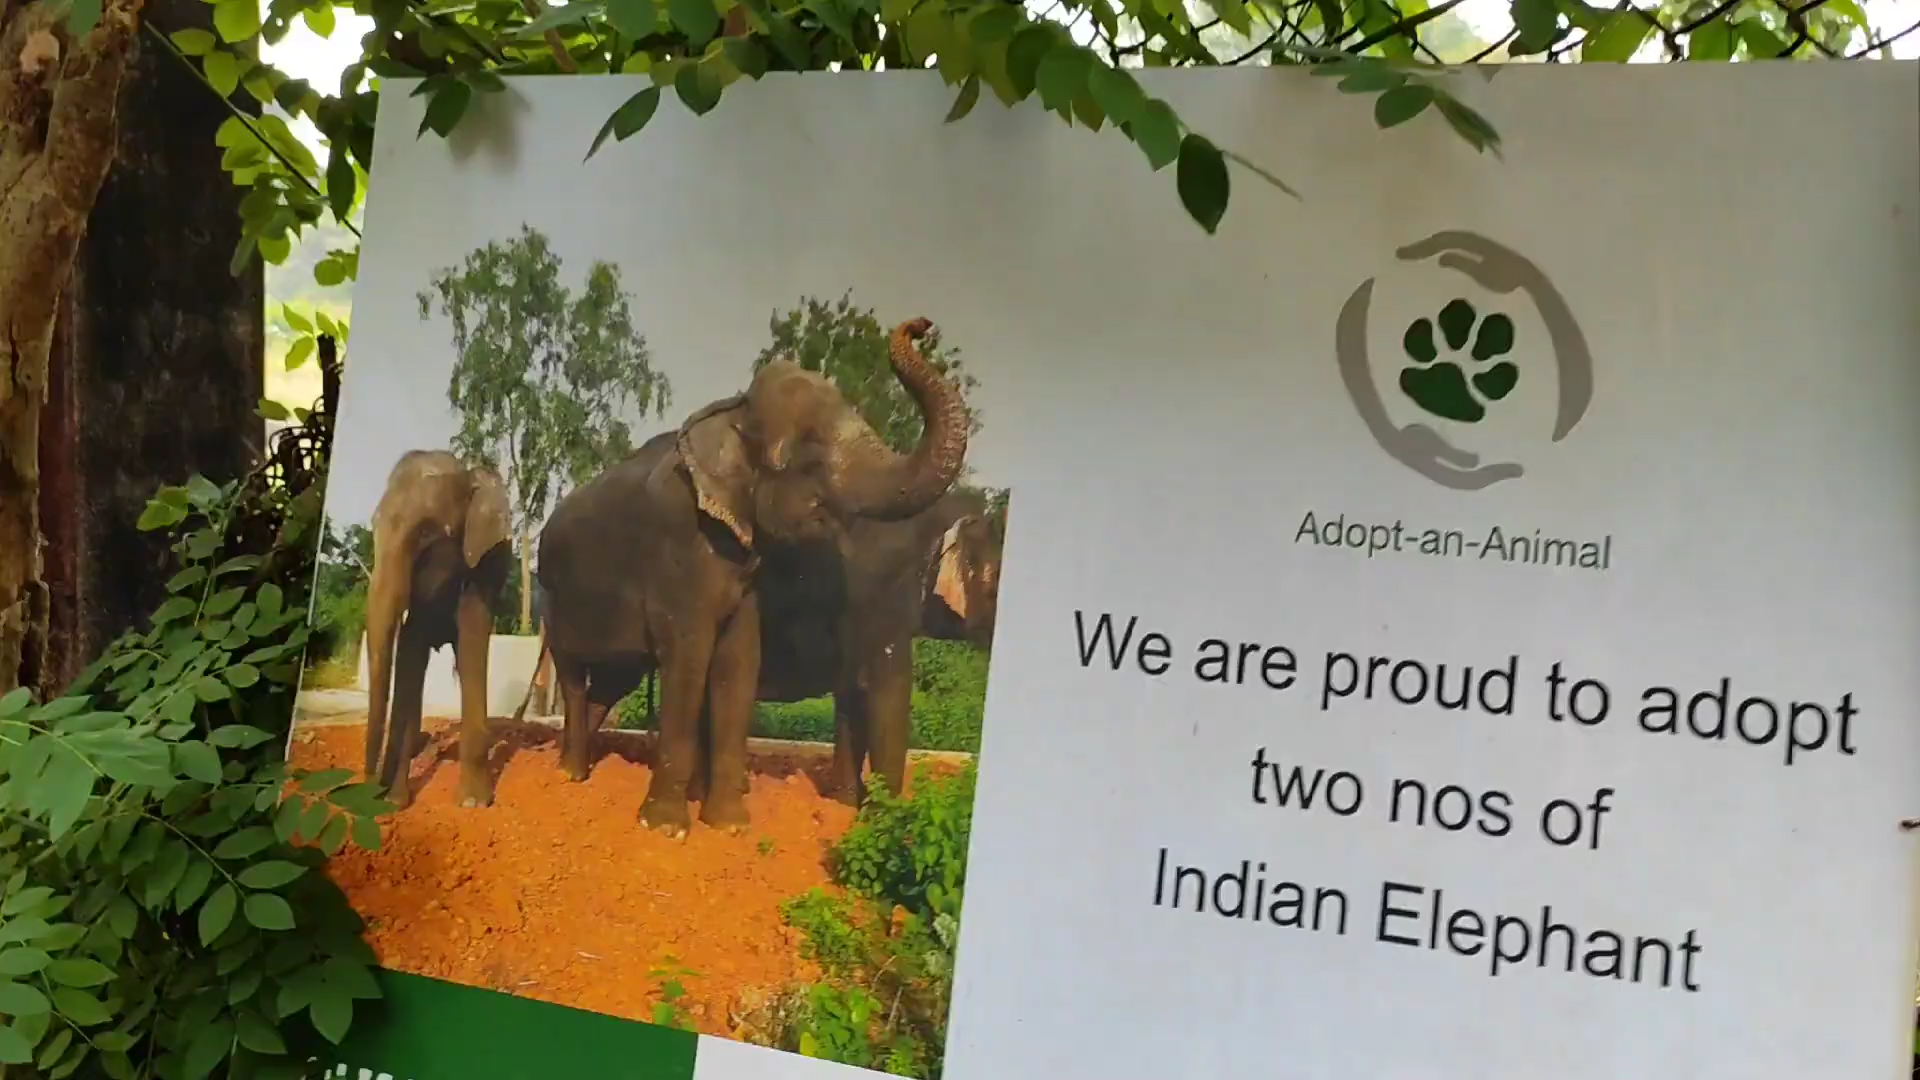 Adopt-an-Animal
We are proud to adopt
two nos of
Indian Elephant